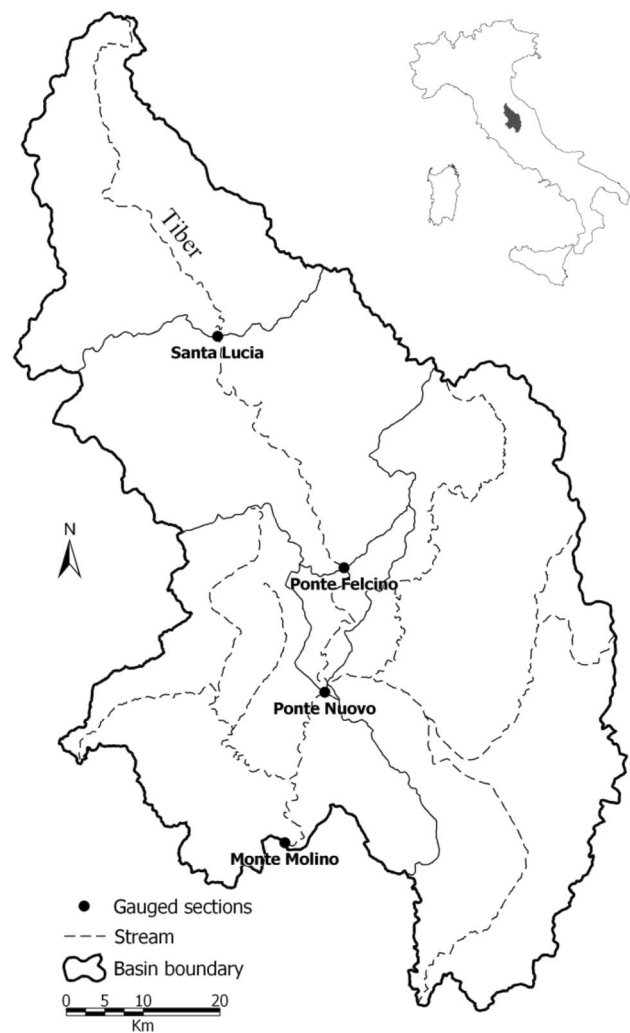 Tiber
Santa Lucia
N
Ponte Felcino
Ponte Nuovo
Monte Molino
Gauged sections
Stream
Basin boundary
0 5 10 20
Km